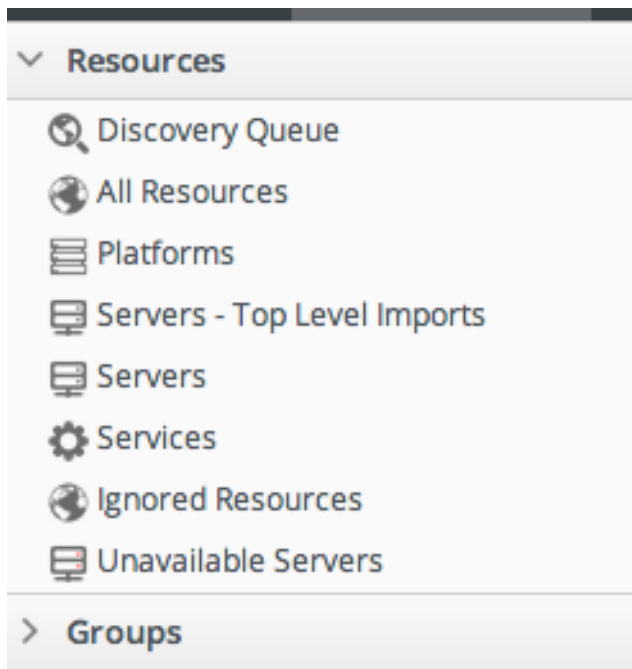 Resources
Discovery Queue
All Resources
Platforms
Servers - Top Level Imports
Servers
Services
Ignored Resources
Unavailable Servers
Groups